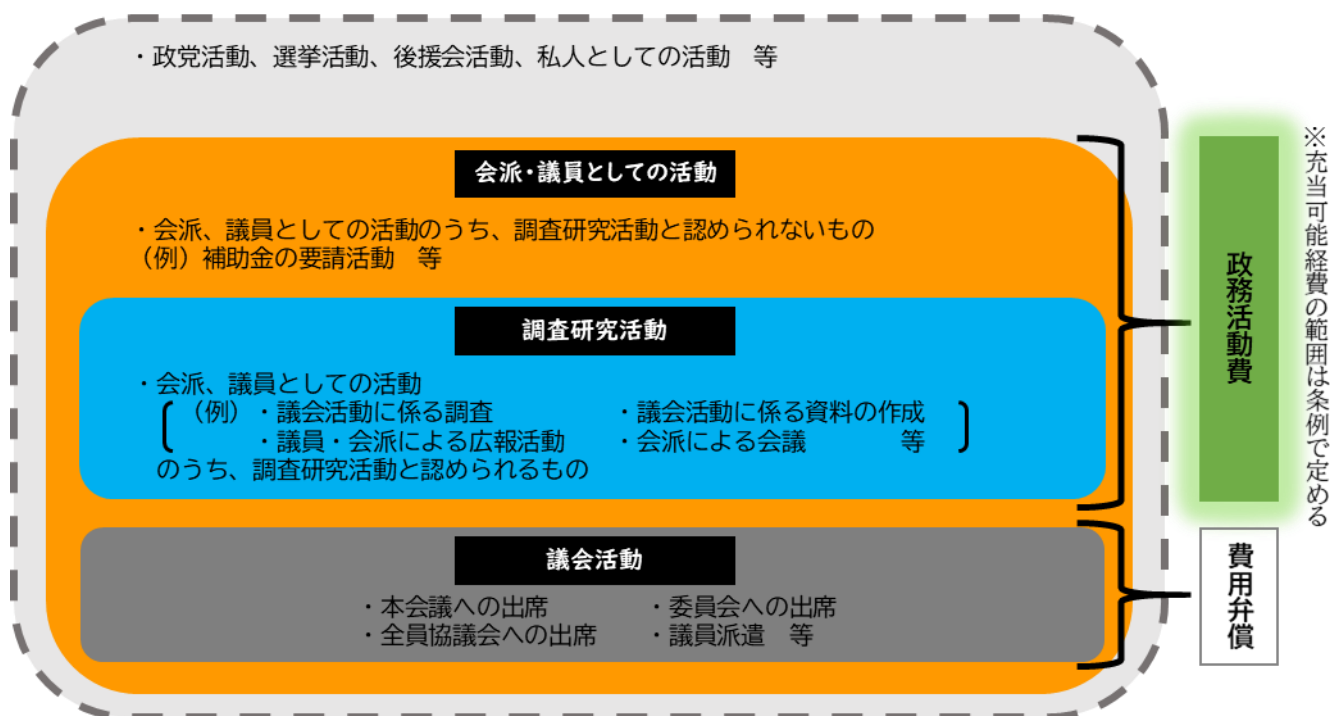 ・政党活動、選挙活動、後援会活動、私人としての活動　等
会派・議員としての活動
・会派、議員としての活動のうち、調査研究活動と認められないもの
（例）補助金の要請活動　等
調査研究活動
・会派、議員としての活動
（例）・議会活動に係る調査　　・議会活動に係る資料の作成
・議員・会派による広報活動　　・会派による会議　　等
のうち、調査研究活動と認められるもの
議会活動
・本会議への出席　　・委員会への出席
・全員協議会への出席　　・議員派遣　等
政務活動費
費用弁償
※充当可能経費の範囲は条例で定める